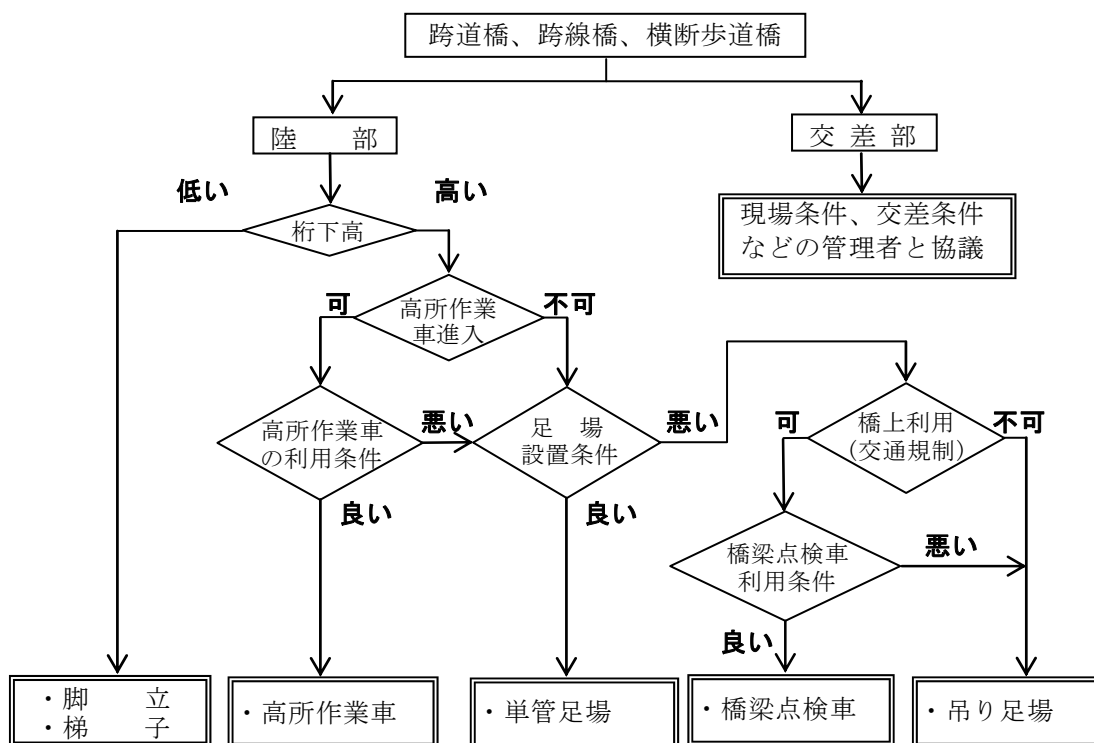 跨道橋、跨線橋、横断歩道橋
陸　　部
交 差 部
低い
高い
桁下高
現場条件、交差条件
などの管理者と協議
可
高所作業
車進入
不可
高所作業車
の利用条件
悪い
足　場
設置条件
悪い
可
橋上利用
(交通規制)
不可
良い
良い
橋梁点検車
利用条件
悪い
良い
・脚　　立
・梯　　子
・高所作業車
・単管足場
・橋梁点検車
・吊り足場